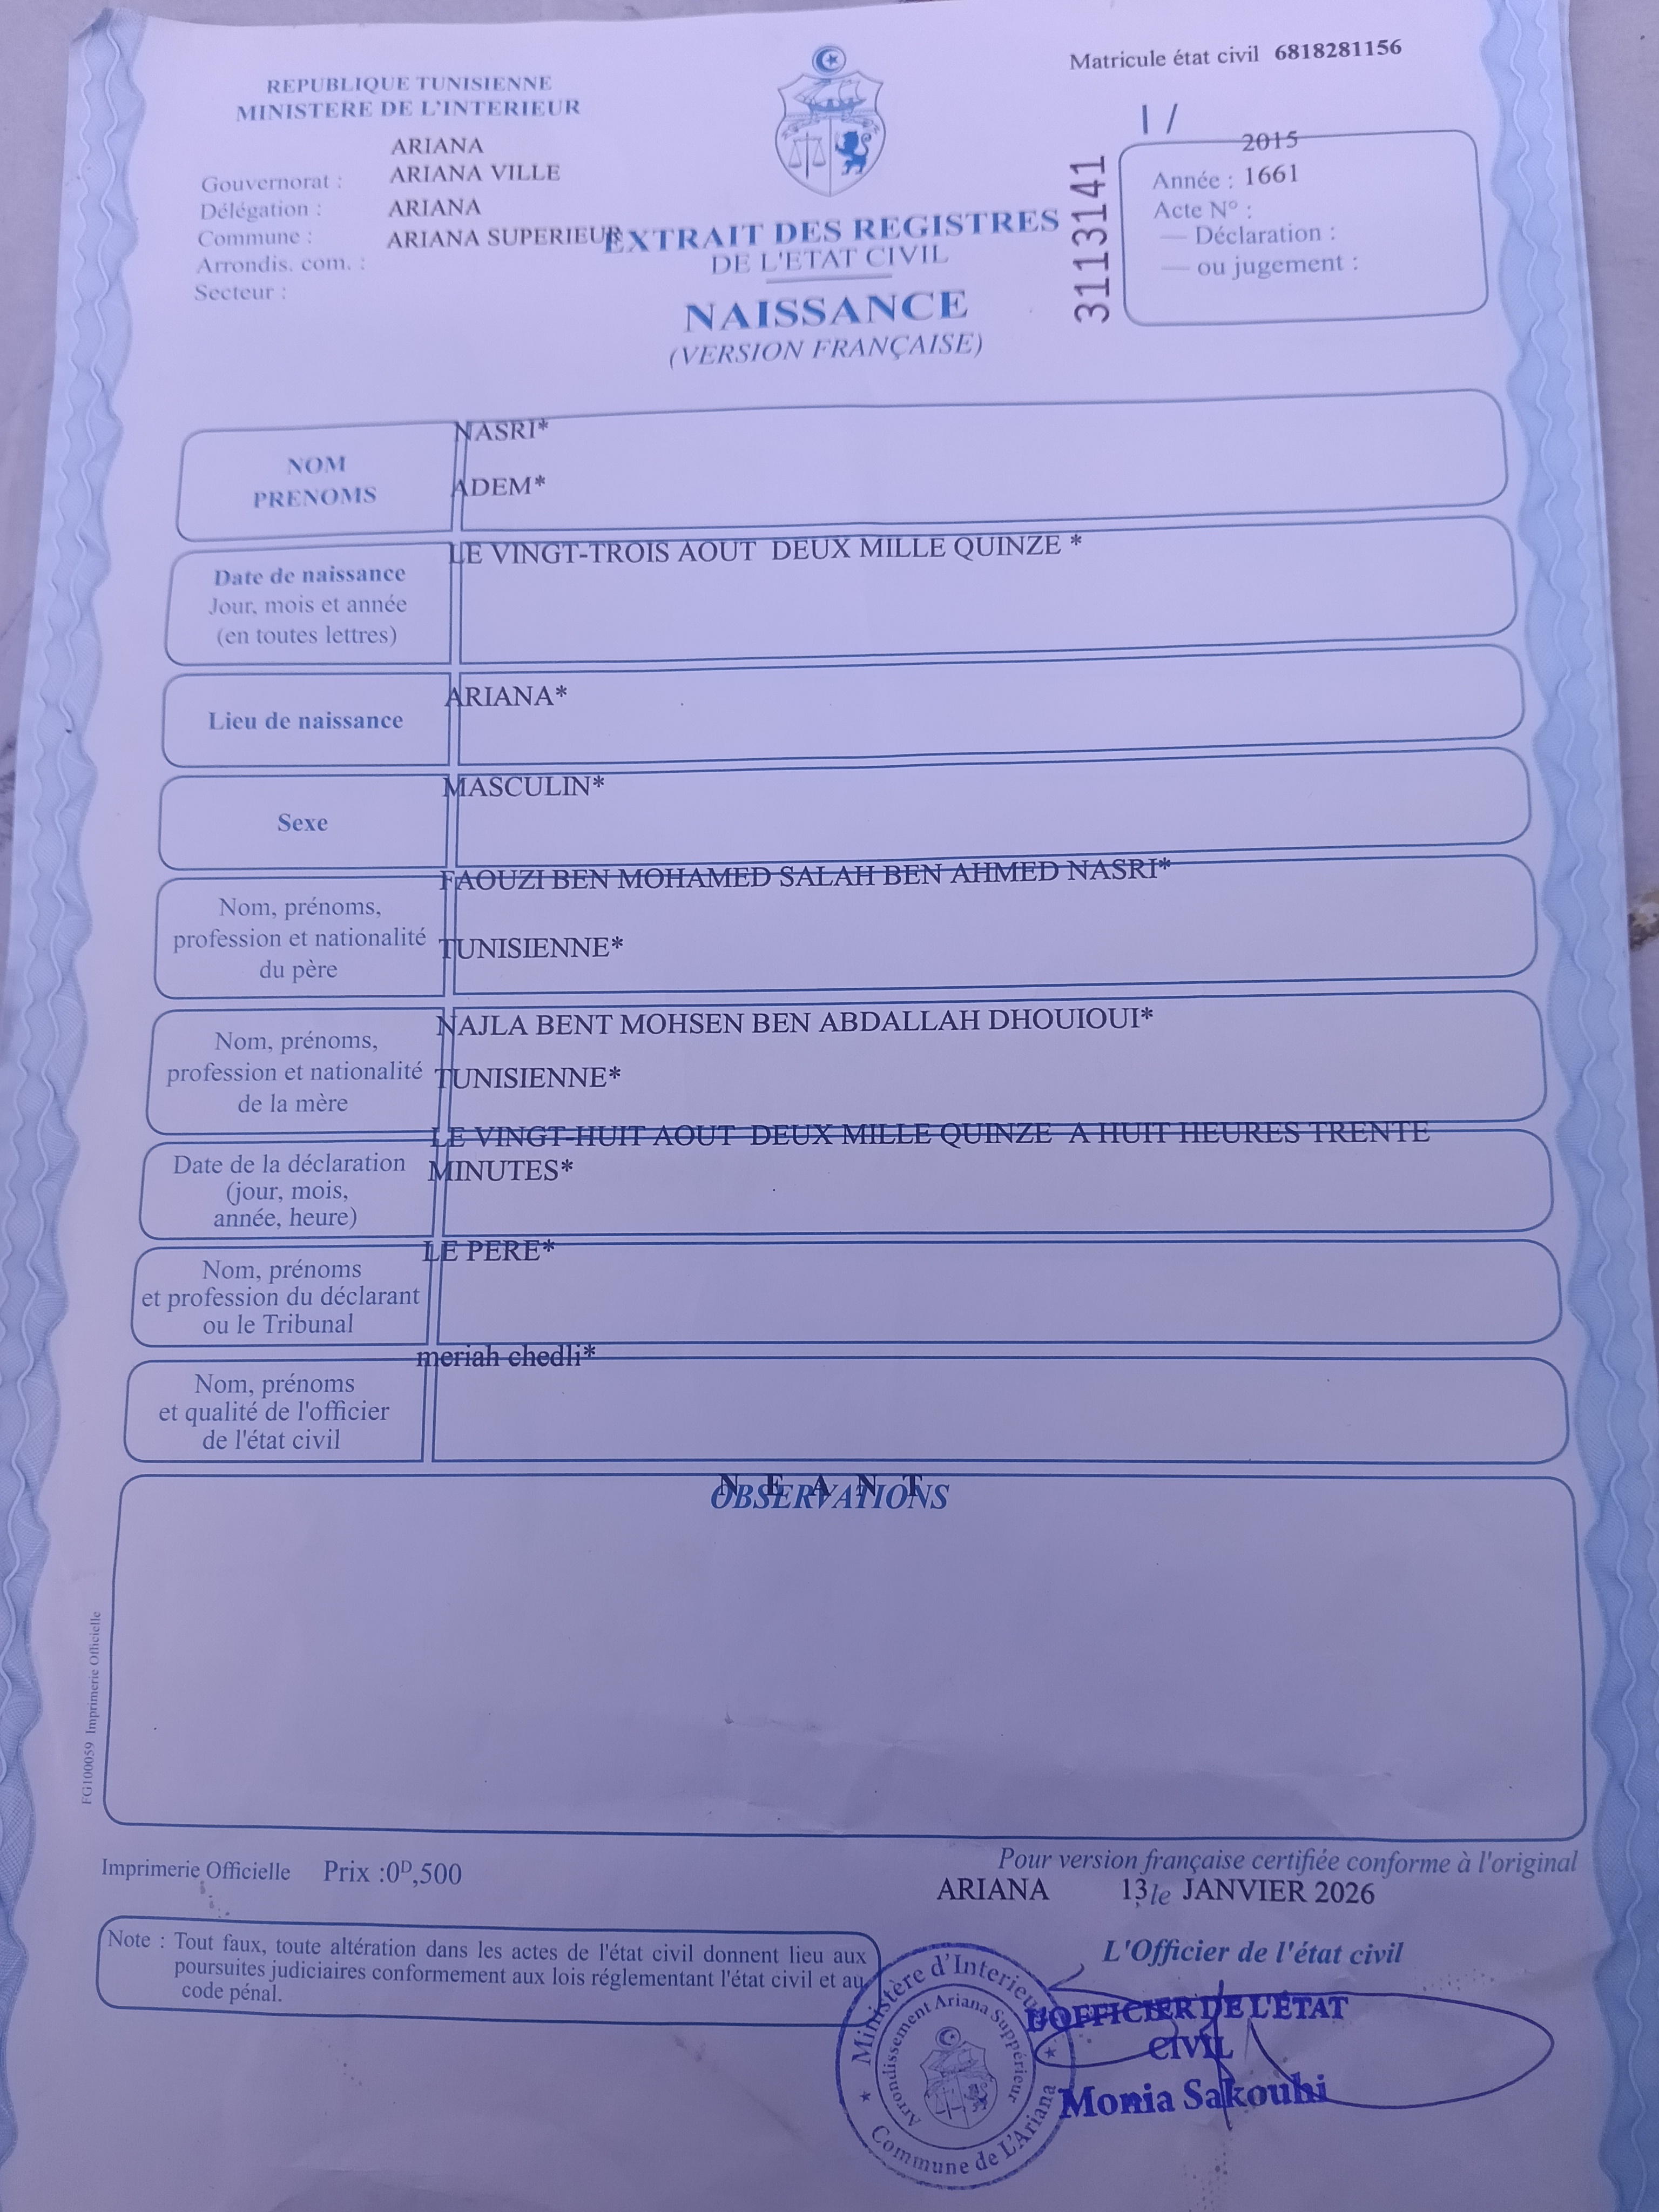 Matricule état civil 6818281156
REPUBLIQUE TUNISIENNE
MINISTERE DE L'INTERIEUR
ARIANA
Gouvernorat : ARIANA VILLE
Délégation : ARIANA
Commune : ARIANA SUPERIEUR
Arrondis. com. :
Secteur :
EXTRAIT DES REGISTRES
DE L'ETAT CIVIL
NAISSANCE
(VERSION FRANÇAISE)
3113141
1 /
2015
Année : 1661
Acte N° :
— Déclaration :
— ou jugement :
NOM
PRENOMS
NASRI*
ADEM*
Date de naissance
Jour, mois et année
(en toutes lettres)
LE VINGT-TROIS AOUT DEUX MILLE QUINZE *
Lieu de naissance
ARIANA*
Sexe
MASCULIN*
Nom, prénoms,
profession et nationalité
du père
FAOUZI BEN MOHAMED SALAH BEN AHMED NASRI*
TUNISIENNE*
Nom, prénoms,
profession et nationalité
de la mère
NAJLA BENT MOHSEN BEN ABDALLAH DHOUIOUI*
TUNISIENNE*
Date de la déclaration
(jour, mois,
année, heure)
LE VINGT-HUIT AOUT DEUX MILLE QUINZE A HUIT HEURES TRENTE
MINUTES*
Nom, prénoms
et profession du déclarant
ou le Tribunal
LE PERE*
Nom, prénoms
et qualité de l'officier
de l'état civil
meriah chedli*
N E A N T
OBSERVATIONS
FG100059 Imprimerie Officielle
Imprimerie Officielle Prix :0D,500
Pour version française certifiée conforme à l'original
ARIANA 13 le JANVIER 2026
Note : Tout faux, toute altération dans les actes de l'état civil donnent lieu aux
poursuites judiciaires conformement aux lois réglementant l'état civil et au
code pénal.
L'Officier de l'état civil
L'OFFICIER DE L'ÉTAT
CIVIL
Monia Sakouhi
Ministère d'Interieur
Arrondissement Ariana Suppérieur
Commune de L'Ariana